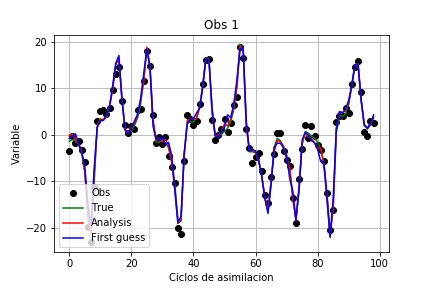 Obs 1
20
10
0
−10
−20
Variable
Obs
True
Analysis
First guess
0 20 40 60 80 100
Ciclos de asimilacion